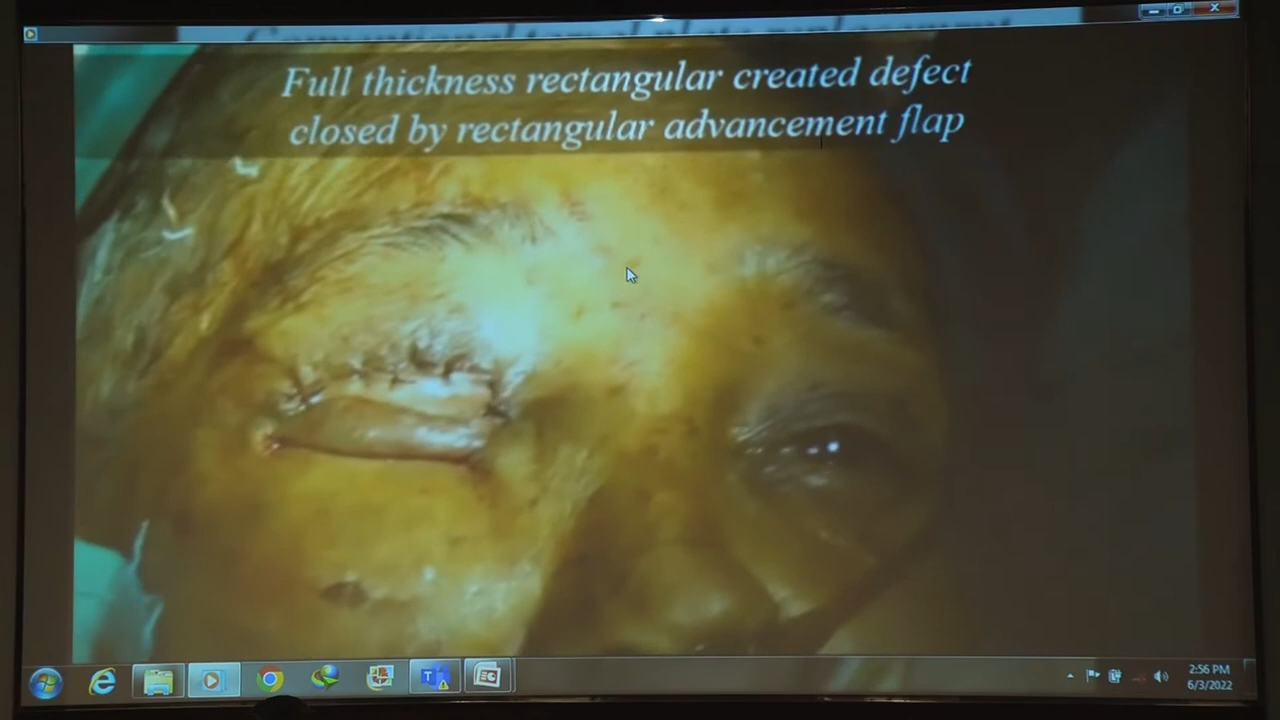 Full thickness rectangular created defect
closed by rectangular advancement flap
2:56 PM
6/3/2022